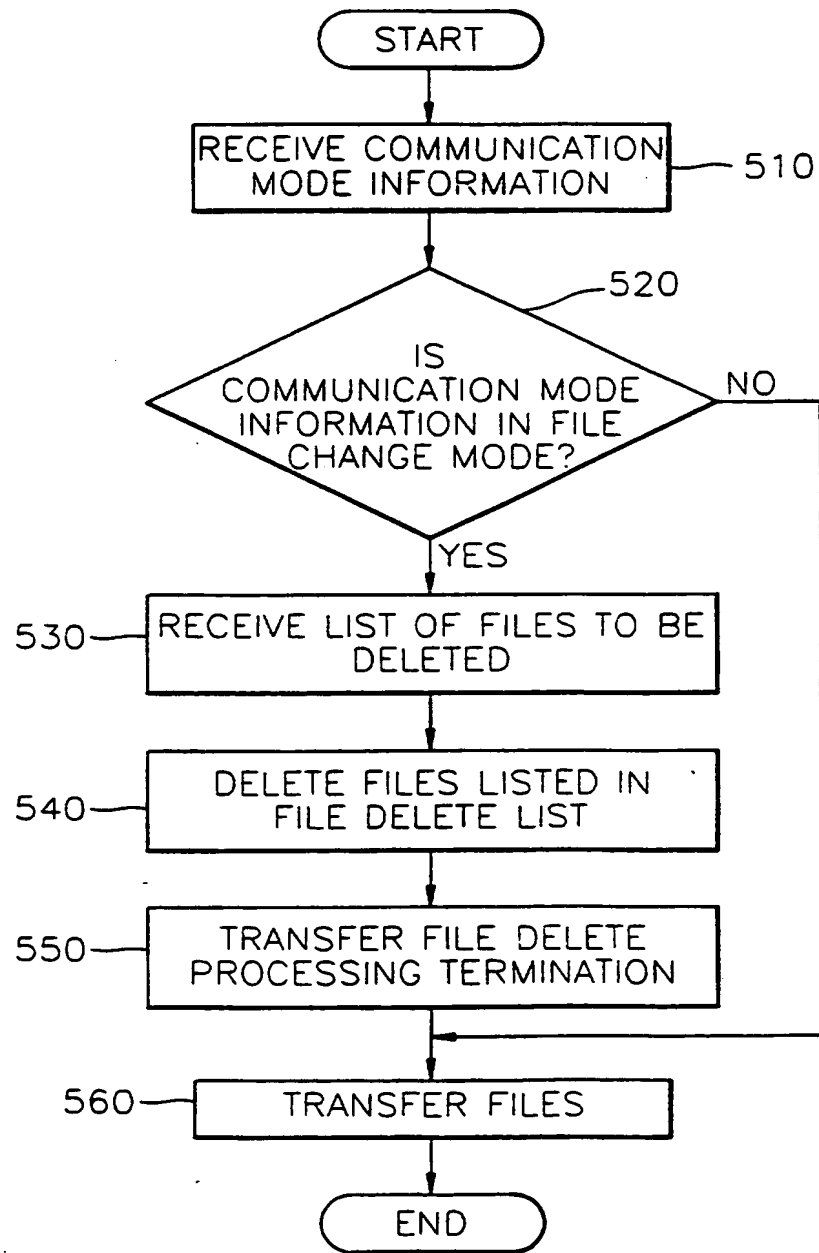 START
RECEIVE COMMUNICATION
MODE INFORMATION
510
520
IS
COMMUNICATION MODE
INFORMATION IN FILE
CHANGE MODE?
NO
YES
530
RECEIVE LIST OF FILES TO BE
DELETED
540
DELETE FILES LISTED IN
FILE DELETE LIST
550
TRANSFER FILE DELETE
PROCESSING TERMINATION
560
TRANSFER FILES
END